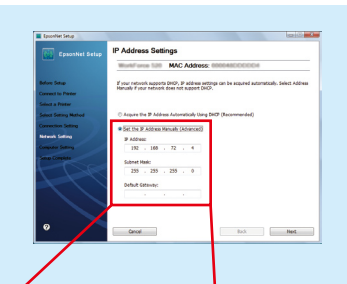 EpsonNet Setup
EpsonNet Setup
IP Address Settings
MAC Address:
If your network supports DHCP, IP address settings can be acquired automatically. Select Address
Manually if your network does not support DHCP.
Before Setup
Connect to Printer
Select a Printer
Select Setting Method
Connection Setting
Network Setting
Complete Setting
Setup Complete
Acquire the IP Address Automatically Using DHCP (Recommended)
Set the IP Address Manually (Advanced)
IP Address:
192 . 168 . 72 . 4
Subnet Mask:
255 . 255 . 255 . 0
Default Gateway:
. . .
?
Cancel
Back
Next